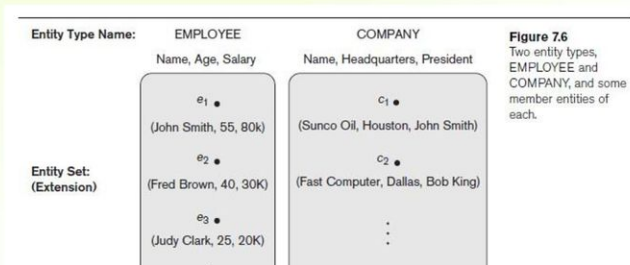 Entity Type Name:
EMPLOYEE
COMPANY
Name, Age, Salary
Name, Headquarters, President
Figure 7.6
Two entity types,
EMPLOYEE and
COMPANY, and some
member entities of
each.
e1 •
c1 •
(John Smith, 55, 80k)
(Sunco Oil, Houston, John Smith)
Entity Set:
(Extension)
e2 •
c2 •
(Fred Brown, 40, 30K)
(Fast Computer, Dallas, Bob King)
e3 •
(Judy Clark, 25, 20K)